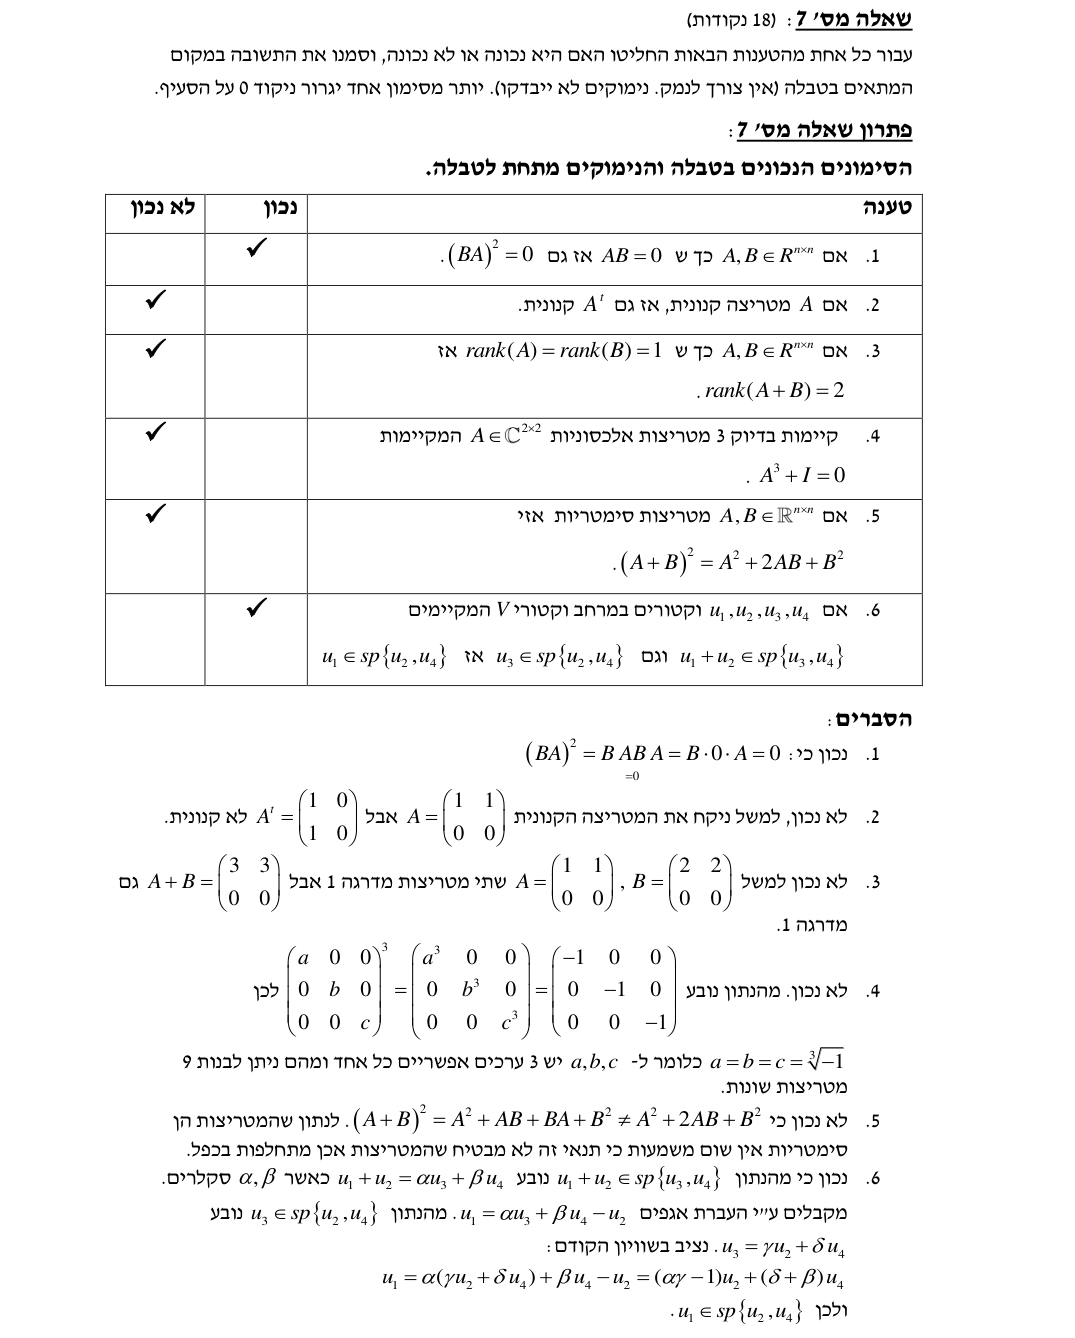 שאלה מס׳ 7: (18 נקודות)
עבור כל אחת מהטענות הבאות החליטו האם היא נכונה או לא נכונה, וסמנו את התשובה במקום
המתאים בטבלה (אין צורך לנמק. נימוקים לא ייבדקו). יותר מסימון אחד יגרור ניקוד 0 על הסעיף.
פתרון שאלה מס׳ 7:
הסימונים הנכונים בטבלה והנימוקים מתחת לטבלה.
טענה נכון לא נכון
1. אם A, B ∈ R^{n×n} כך ש AB = 0 אז גם (BA)^2 = 0. ✓
2. אם A מטריצה קנונית, אז גם A^t קנונית. ✓
3. אם A, B ∈ R^{n×n} כך ש rank(A) = rank(B) = 1 אז ✓
rank(A + B) = 2.
4. קיימות בדיוק 3 מטריצות אלכסוניות A ∈ ℂ^{2×2} המקיימות ✓
A^3 + I = 0.
5. אם A, B ∈ ℝ^{n×n} מטריצות סימטריות אזי ✓
(A + B)^2 = A^2 + 2AB + B^2.
6. אם u_1, u_2, u_3, u_4 וקטורים במרחב וקטורי V המקיימים ✓
u_1 + u_2 ∈ sp{u_3, u_4} וגם u_3 ∈ sp{u_2, u_4} אז u_1 ∈ sp{u_2, u_4}
הסברים:
1. נכון כי: (BA)^2 = B AB A = B · 0 · A = 0
=0
2. לא נכון, למשל ניקח את המטריצה הקנונית A = (1 1; 0 0) אבל A^t = (1 0; 1 0) לא קנונית.
3. לא נכון למשל A = (1 1; 0 0), B = (2 2; 0 0) שתי מטריצות מדרגה 1 אבל A + B = (3 3; 0 0) גם
מדרגה 1.
4. לא נכון. מהנתון נובע (a 0 0; 0 b 0; 0 0 c)^3 = (a^3 0 0; 0 b^3 0; 0 0 c^3) = (−1 0 0; 0 −1 0; 0 0 −1) לכן
a = b = c = ∛−1 כלומר ל- a, b, c יש 3 ערכים אפשריים כל אחד ומהם ניתן לבנות 9
מטריצות שונות.
5. לא נכון כי (A + B)^2 = A^2 + AB + BA + B^2 ≠ A^2 + 2AB + B^2. לנתון שהמטריצות הן
סימטריות אין שום משמעות כי תנאי זה לא מבטיח שהמטריצות אכן מתחלפות בכפל.
6. נכון כי מהנתון u_1 + u_2 ∈ sp{u_3, u_4} נובע u_1 + u_2 = αu_3 + βu_4 כאשר α, β סקלרים.
מקבלים ע״י העברת אגפים u_1 = αu_3 + βu_4 − u_2. מהנתון u_3 ∈ sp{u_2, u_4} נובע
u_3 = γu_2 + δu_4. נציב בשוויון הקודם:
u_1 = α(γu_2 + δu_4) + βu_4 − u_2 = (αγ − 1)u_2 + (δ + β)u_4
ולכן u_1 ∈ sp{u_2, u_4}.